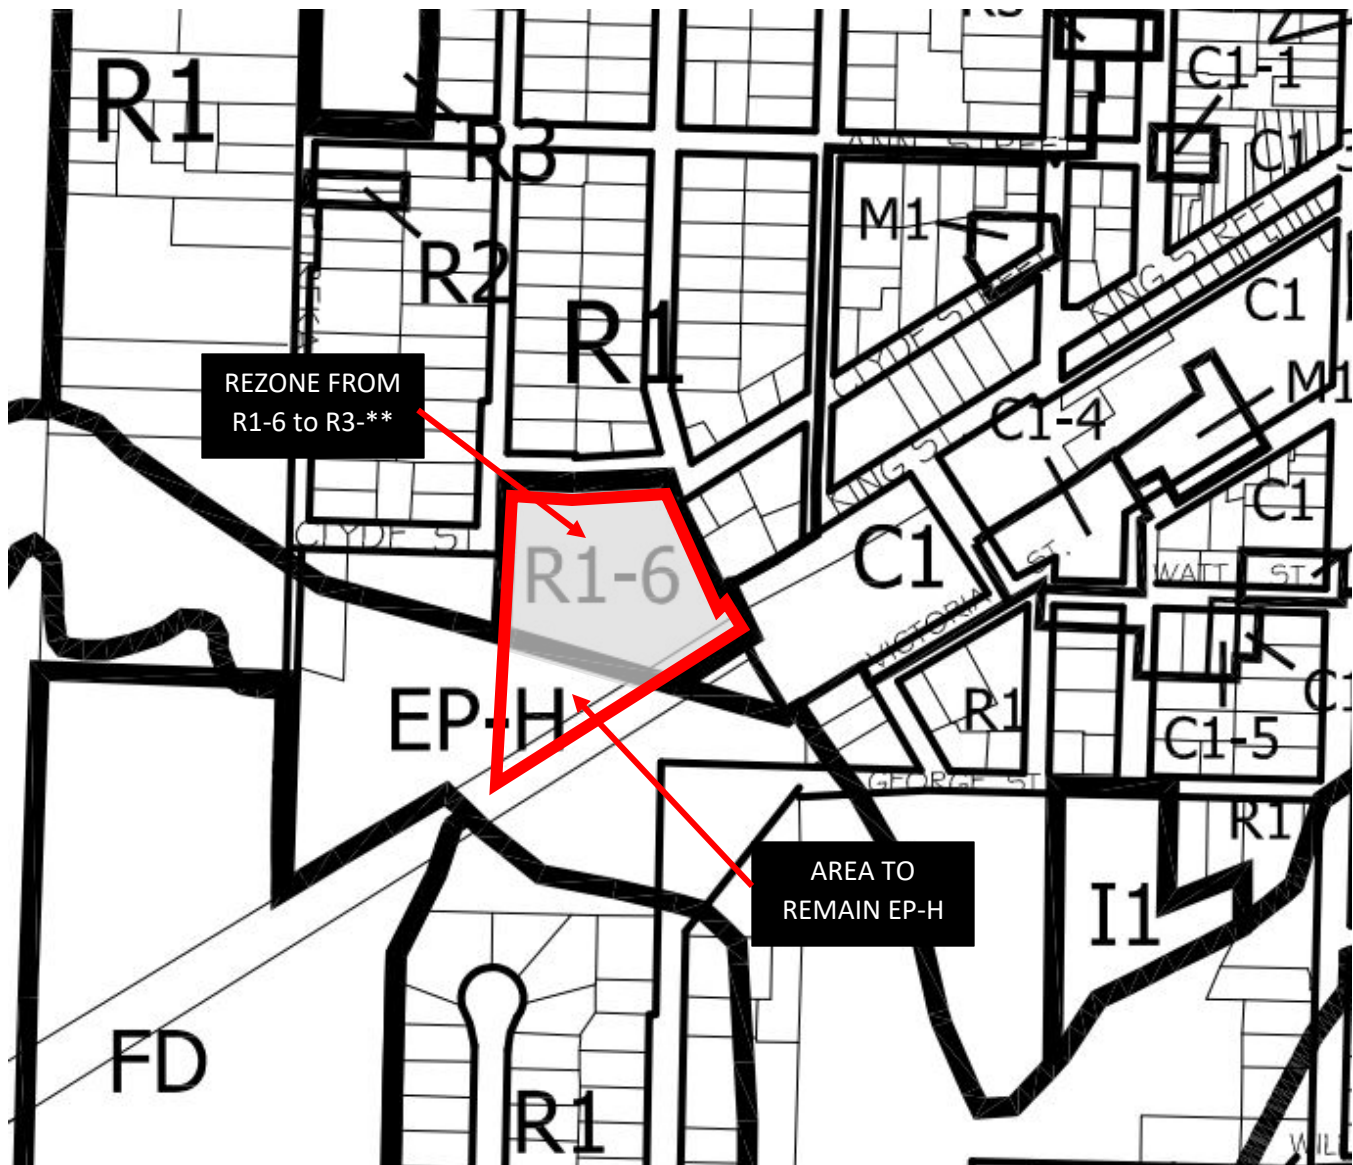 C1-1
R1
R3
ANN STREET
C1
M1
R2
KING STREET
CLYDE STREET
C1
R1
M1
REZONE FROM
R1-6 to R3-**
C1-4
KING S
C1
C1
CLYDE ST
R1-6
ST.
WATT ST.
VICTORIA
EP-H
R1
C1
C1-5
GEORGE ST
R1
AREA TO
REMAIN EP-H
I1
FD
R1